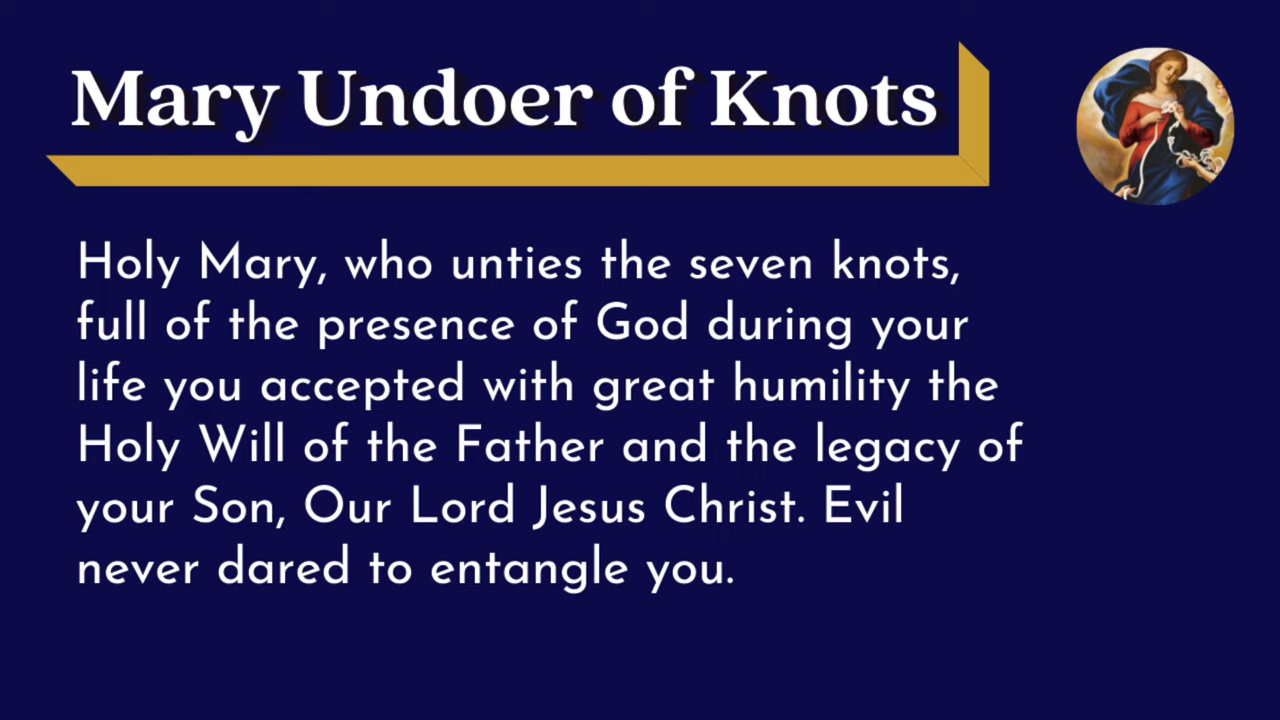 Mary Undoer of Knots
Holy Mary, who unties the seven knots,
full of the presence of God during your
life you accepted with great humility the
Holy Will of the Father and the legacy of
your Son, Our Lord Jesus Christ. Evil
never dared to entangle you.